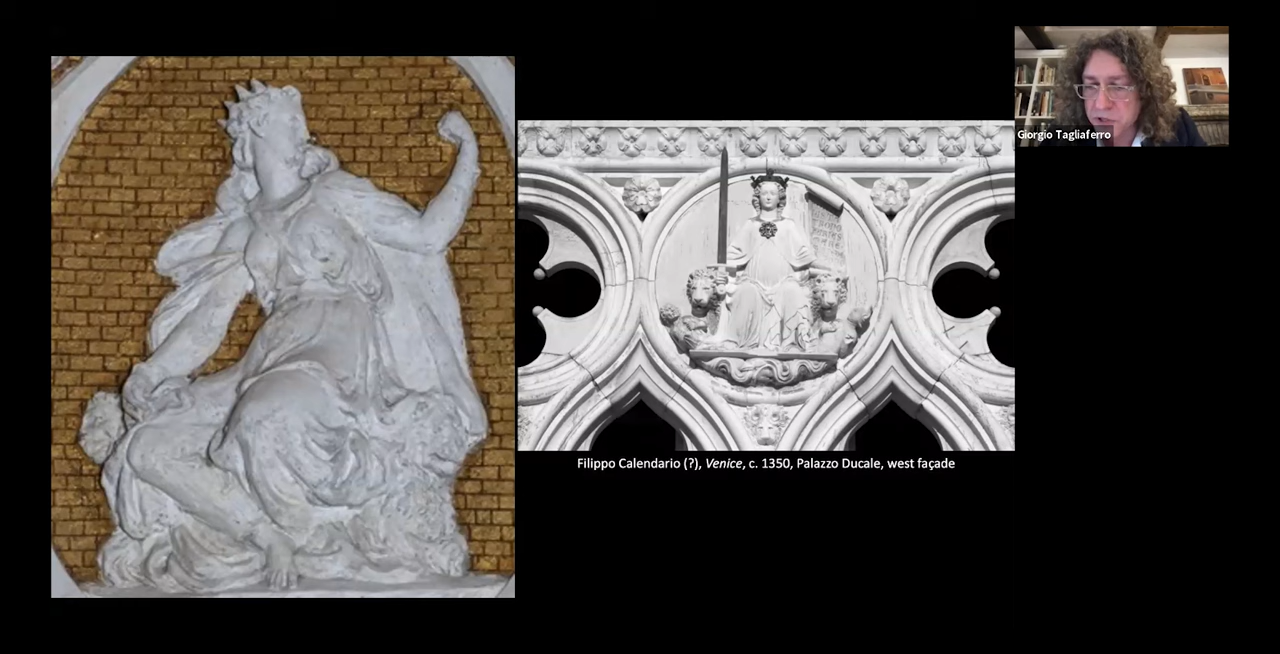 Giorgio Tagliaferro
Filippo Calendario (?), Venice, c. 1350, Palazzo Ducale, west façade